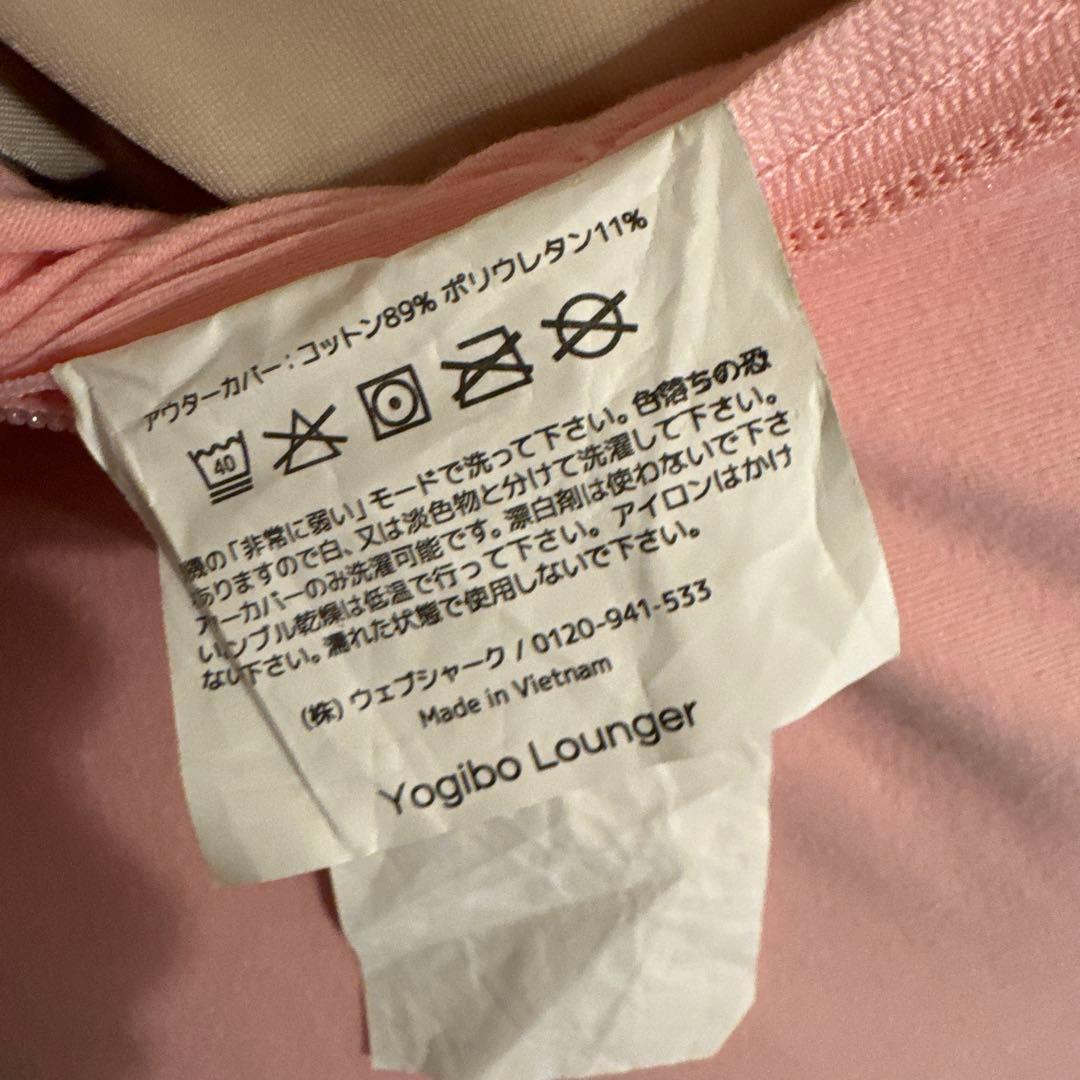 アウターカバー：コットン89% ポリウレタン11%
40
「非常に弱い」モードで洗って下さい。色落ちの恐
ありますので白、又は淡色物と分けて洗濯して下さい。
ーカバーのみ洗濯可能です。漂白剤は使わないで下さ
ンブル乾燥は低温で行って下さい。アイロンはかけ
ない下さい。濡れた状態で使用しないで下さい。
(株) ウェブシャーク / 0120-941-533
Made in Vietnam
Yogibo Lounger